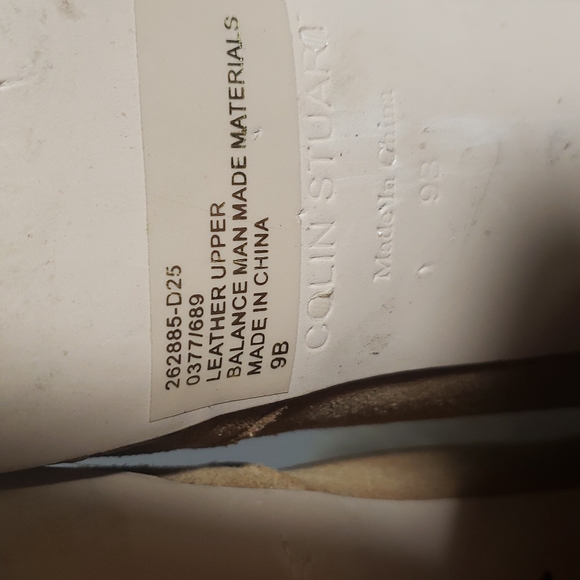 262885-D25
0377/689
LEATHER UPPER
BALANCE MAN MADE MATERIALS
MADE IN CHINA
9B
COLIN STUART
Made In China
9B